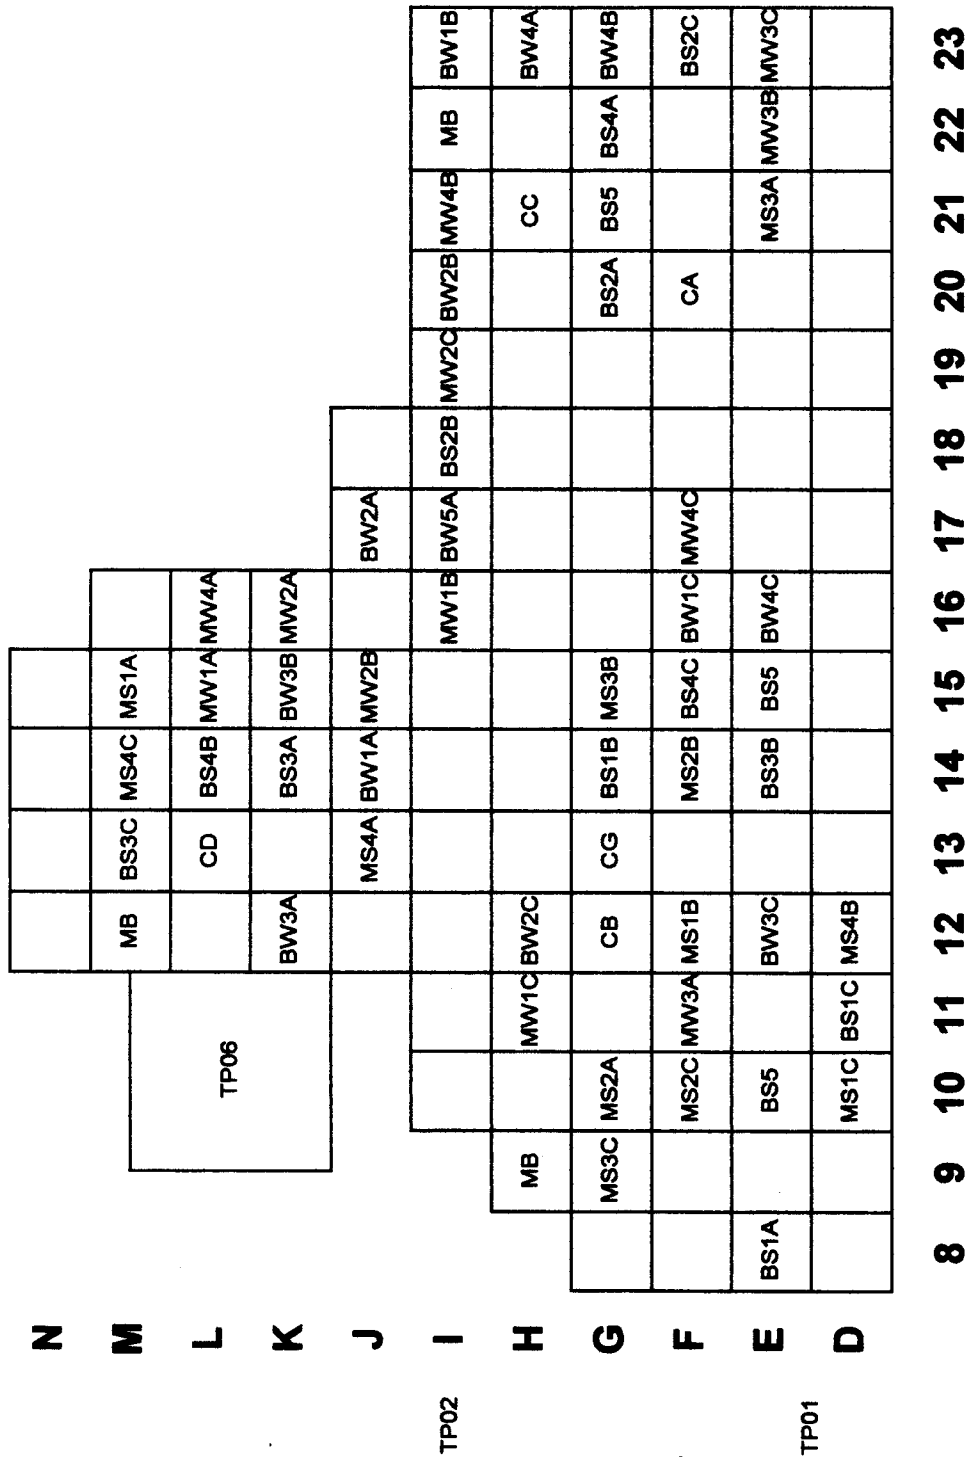 N
M MB BS3C MS4C MS1A
L TP06 CD BS4B MW1A MW4A
K BW3A BS3A BW3B MW2A
J MS4A BW1A MW2B BW2A
TP02 I MW1B BW5A BS2B MW2C BW2B MW4B MB BW1B
H MB MW1C BW2C CC BW4A
G MS3C MS2A CB CG BS1B MS3B BS2A BS5 BS4A BW4B
F MS2C MW3A MS1B MS2B BS4C BW1C MW4C CA BS2C
E BS1A BS5 BW3C BS3B BS5 BW4C MS3A MW3B MW3C
TP01 D MS1C BS1C MS4B
8 9 10 11 12 13 14 15 16 17 18 19 20 21 22 23